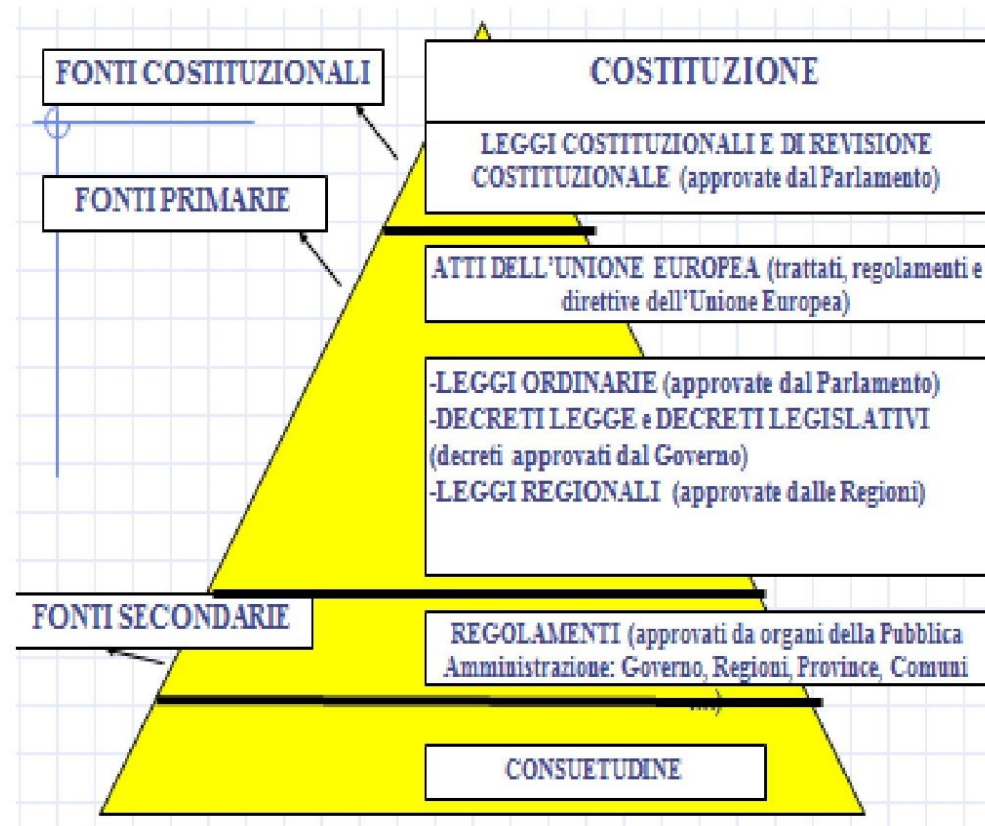 FONTI COSTITUZIONALI
COSTITUZIONE
LEGGI COSTITUZIONALI E DI REVISIONE
COSTITUZIONALE (approvate dal Parlamento)
FONTI PRIMARIE
ATTI DELL'UNIONE EUROPEA (trattati, regolamenti e
direttive dell'Unione Europea)
-LEGGI ORDINARIE (approvate dal Parlamento)
-DECRETI LEGGE e DECRETI LEGISLATIVI
(decreti approvati dal Governo)
-LEGGI REGIONALI (approvate dalle Regioni)
FONTI SECONDARIE
REGOLAMENTI (approvati da organi della Pubblica
Amministrazione: Governo, Regioni, Province, Comuni
...)
CONSUETUDINE